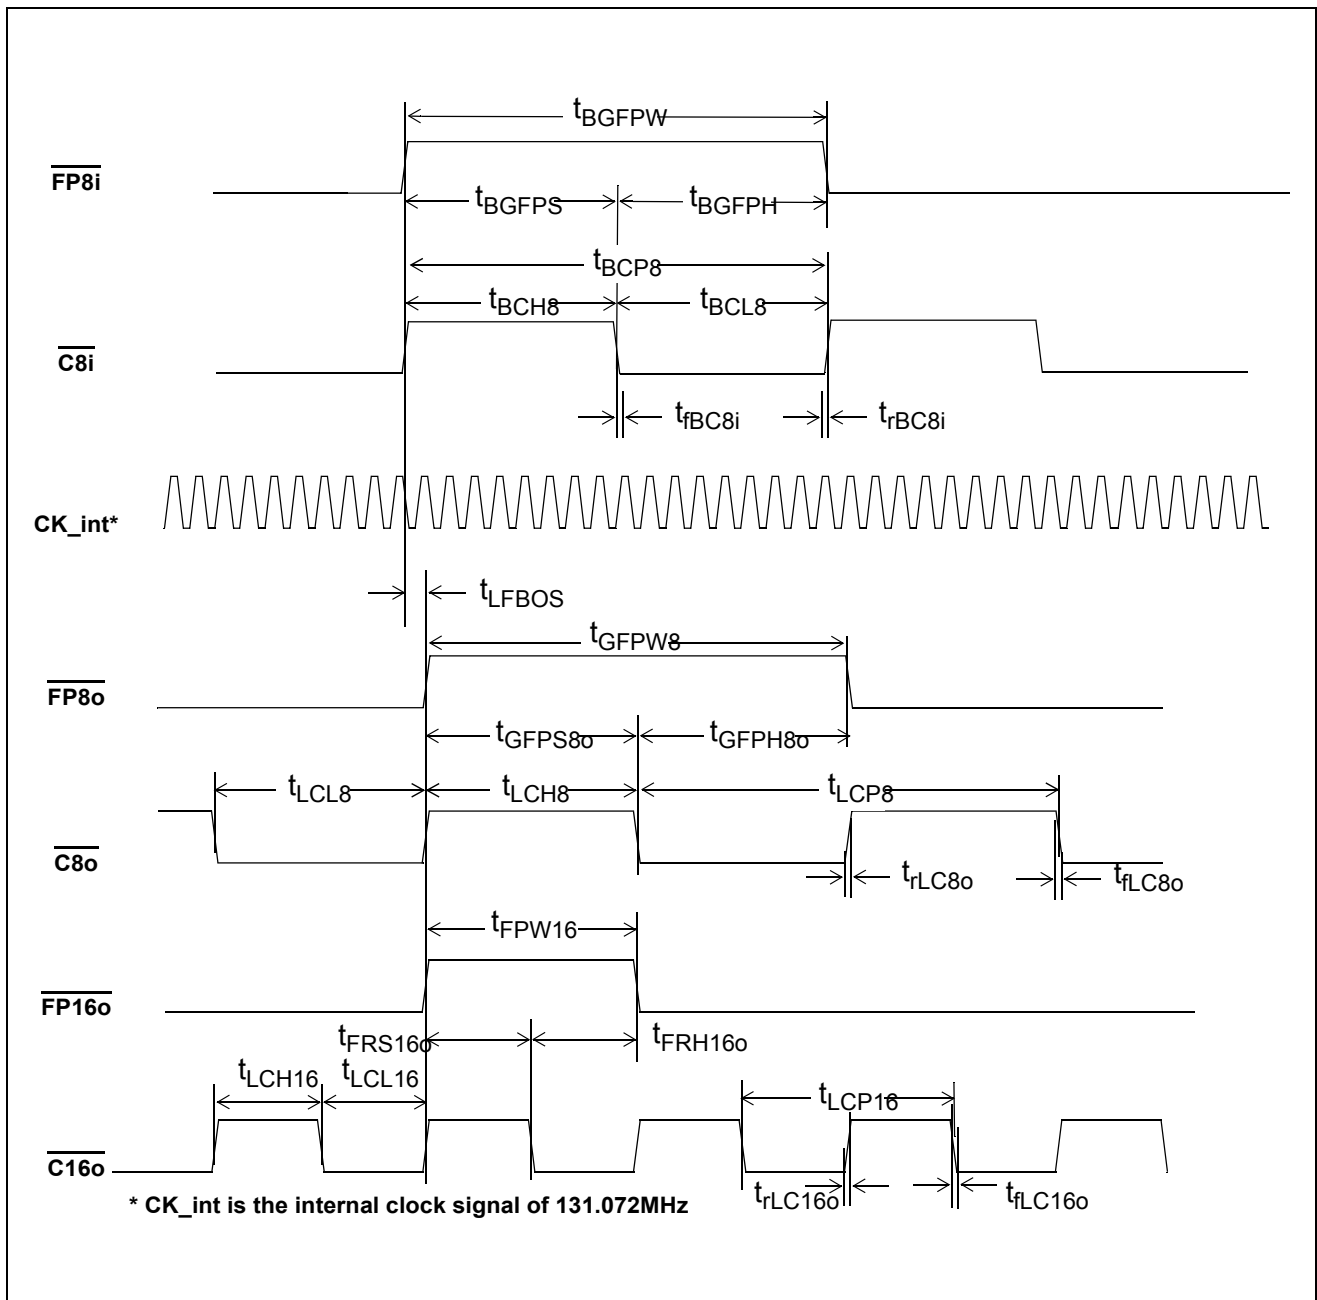 tBGFPW
FP8i
tBGFPS tBGFPH
tBCP8
tBCH8 tBCL8
C8i
tfBC8i trBC8i
CK_int*
tLFBOS
tGFPW8
FP8o
tGFPS8o tGFPH8o
tLCL8 tLCH8 tLCP8
C8o
trLC8o tfLC8o
tFPW16
FP16o
tFRS16o tFRH16o
tLCH16 tLCL16 tLCP16
C16o
trLC16o tfLC16o
* CK_int is the internal clock signal of 131.072MHz